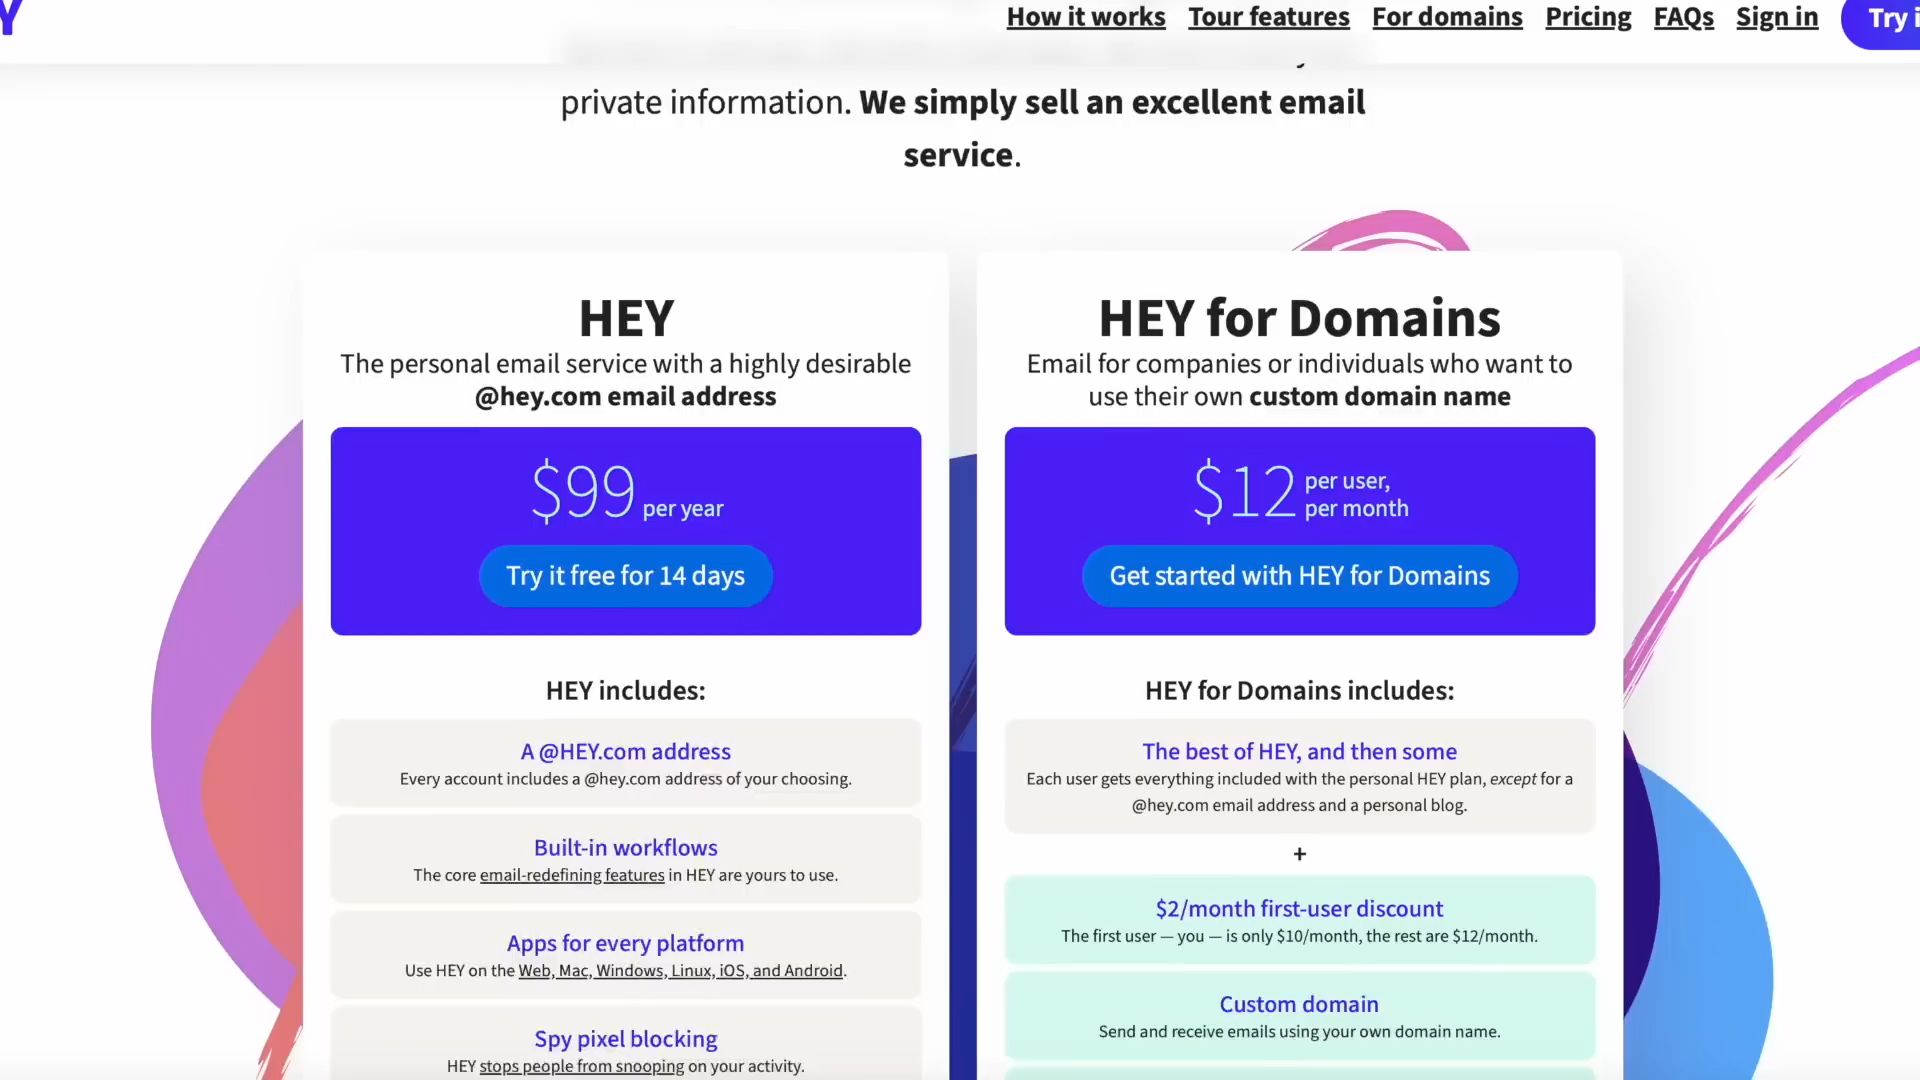 How it works Tour features For domains Pricing FAQs Sign in Try
private information. We simply sell an excellent email
service.
HEY
The personal email service with a highly desirable
@hey.com email address
$99 per year
Try it free for 14 days
HEY includes:
A @HEY.com address
Every account includes a @hey.com address of your choosing.
Built-in workflows
The core email-redefining features in HEY are yours to use.
Apps for every platform
Use HEY on the Web, Mac, Windows, Linux, iOS, and Android.
Spy pixel blocking
HEY stops people from snooping on your activity.
HEY for Domains
Email for companies or individuals who want to
use their own custom domain name
$12 per user,
per month
Get started with HEY for Domains
HEY for Domains includes:
The best of HEY, and then some
Each user gets everything included with the personal HEY plan, except for a
@hey.com email address and a personal blog.
+
$2/month first-user discount
The first user — you — is only $10/month, the rest are $12/month.
Custom domain
Send and receive emails using your own domain name.